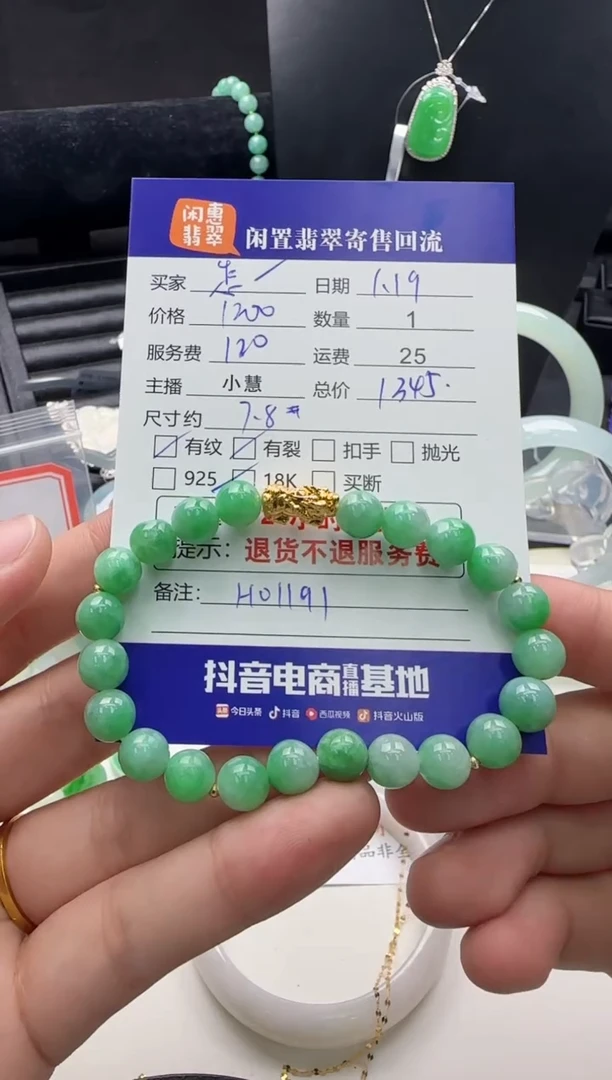 闲惠翡翠 闲置翡翠寄售回流
买家 日期 1.19
价格 1200 数量 1
服务费 120 运费 25
主播 小慧 总价 1345.
尺寸约 7.8#
有纹 有裂 扣手 抛光
925 18K 买断
提示: 退货不退服务费
备注: H01191
抖音电商直播基地
今日头条 抖音 西瓜视频 抖音火山版